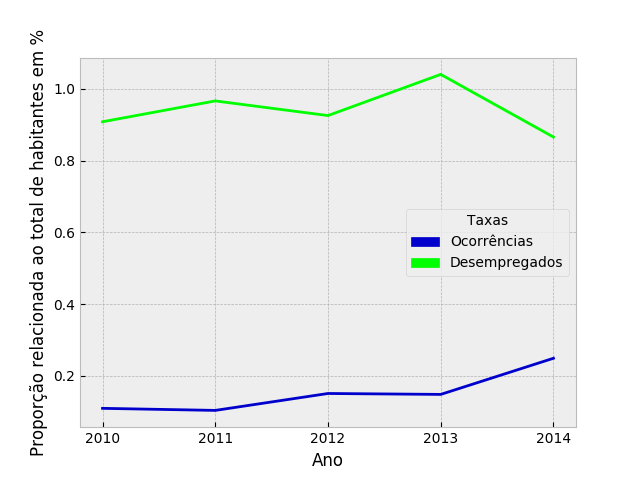 Proporção relacionada ao total de habitantes em %
1.0
0.8
0.6
0.4
0.2
Taxas
Ocorrências
Desempregados
2010 2011 2012 2013 2014
Ano